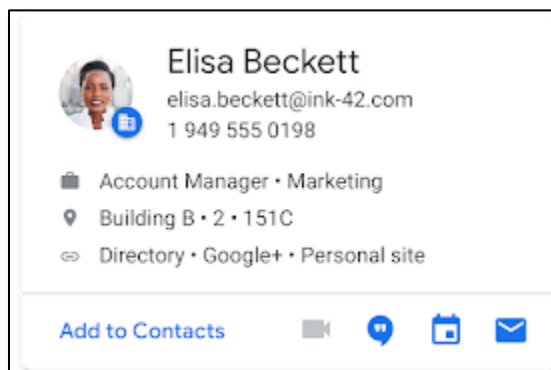 Elisa Beckett
elisa.beckett@ink-42.com
1 949 555 0198
Account Manager • Marketing
Building B • 2 • 151C
Directory • Google+ • Personal site
Add to Contacts